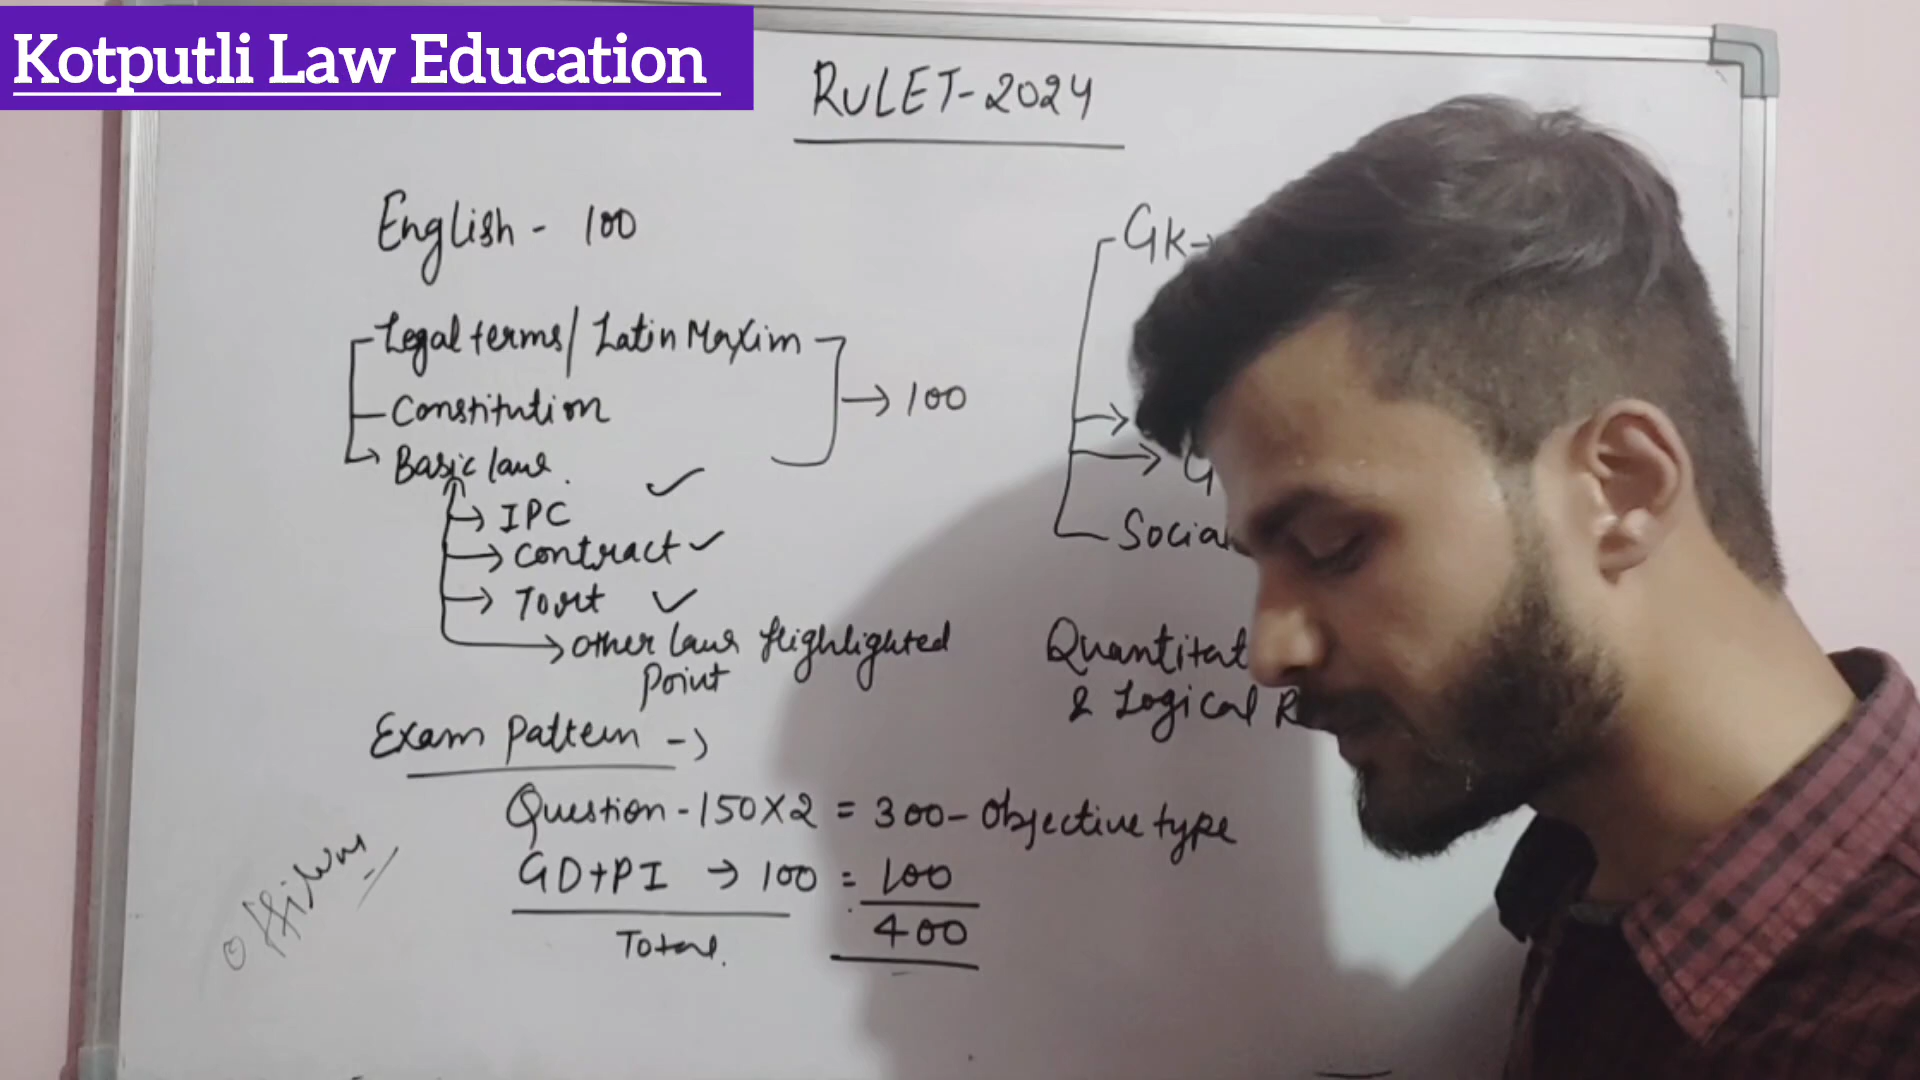 Kotputli Law Education
RULET-2024
English - 100
Legal terms/ Latin Maxim
Constitution
→ 100
Basic laws.
→ IPC ✓
→ Contract ✓
→ Tort ✓
→ other laws Highlighted
Point
Exam Pattern ->
Question - 150 X 2 = 300 - Objective type
GD+PI → 100 = 100
Total. 400
GK→
G
Social
Quantitat
& Logical R